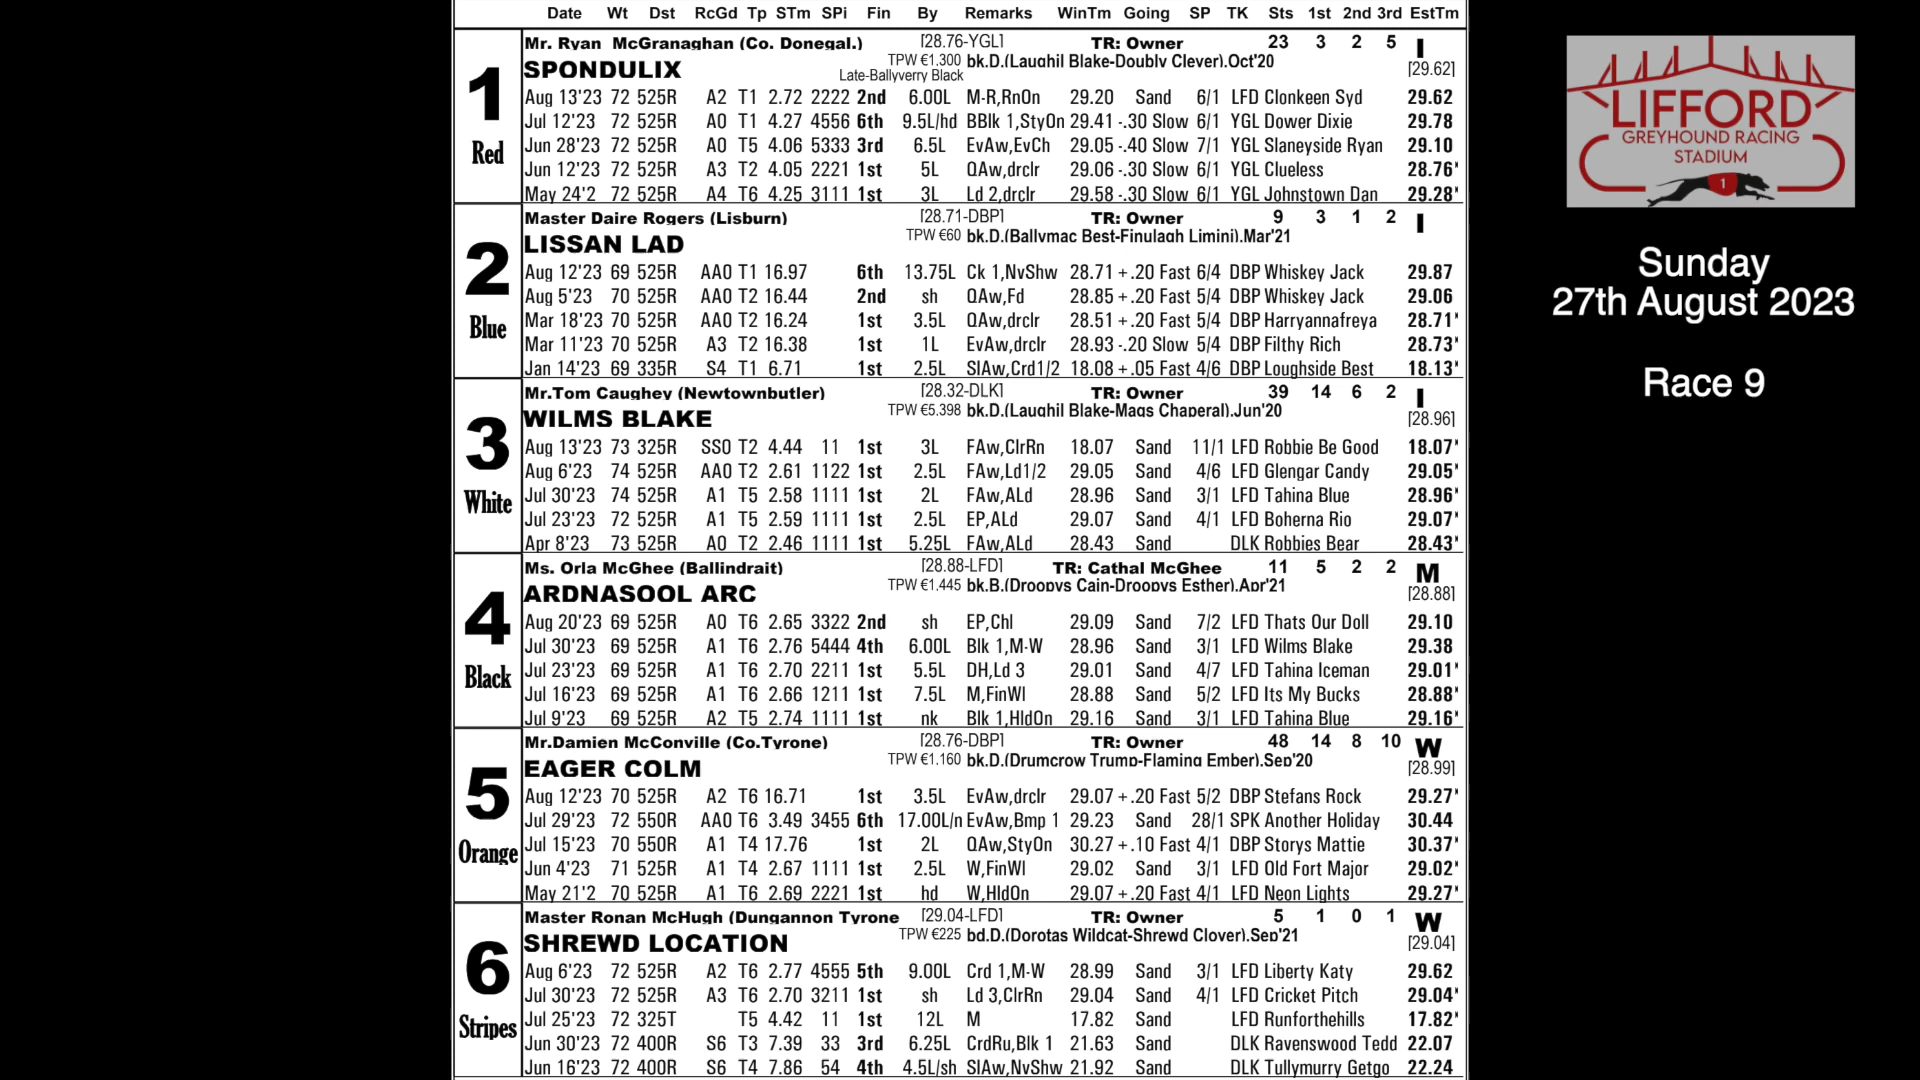 Date Wt Dst RcGd Tp STm SPi Fin By Remarks WinTm Going SP TK Sts 1st 2nd 3rd EstTm
Mr. Ryan McGranaghan (Co. Donegal.) [28.76-YGL] TR: Owner 23 3 2 5 I
1 SPONDULIX TPW €1,300 bk.D.(Laughil Blake-Doubly Clever).Oct'20 [29.62]
Late-Ballyverry Black
Aug 13'23 72 525R A2 T1 2.72 2222 2nd 6.00L M-R,RnOn 29.20 Sand 6/1 LFD Clonkeen Syd 29.62
Jul 12'23 72 525R A0 T1 4.27 4556 6th 9.5L/hd BBlk 1,StyOn 29.41 -.30 Slow 6/1 YGL Dower Dixie 29.78
Red Jun 28'23 72 525R A0 T5 4.06 5333 3rd 6.5L EvAw,EvCh 29.05 -.40 Slow 7/1 YGL Slaneyside Ryan 29.10
Jun 12'23 72 525R A3 T2 4.05 2221 1st 5L QAw,drclr 29.06 -.30 Slow 6/1 YGL Clueless 28.76*
May 24'2 72 525R A4 T6 4.25 3111 1st 3L Ld 2,drclr 29.58 -.30 Slow 6/1 YGL Johnstown Dan 29.28*
Master Daire Rogers (Lisburn) [28.71-DBP] TR: Owner 9 3 1 2 I
2 LISSAN LAD TPW €60 bk.D.(Ballymac Best-Finulagh Limini).Mar'21
Aug 12'23 69 525R AA0 T1 16.97 6th 13.75L Ck 1,NvShw 28.71 +.20 Fast 6/4 DBP Whiskey Jack 29.87
Aug 5'23 70 525R AA0 T2 16.44 2nd sh QAw,Fd 28.85 +.20 Fast 5/4 DBP Whiskey Jack 29.06
Blue Mar 18'23 70 525R AA0 T2 16.24 1st 3.5L QAw,drclr 28.51 +.20 Fast 5/4 DBP Harryannafreya 28.71*
Mar 11'23 70 525R A3 T2 16.38 1st 1L EvAw,drclr 28.93 -.20 Slow 5/4 DBP Filthy Rich 28.73*
Jan 14'23 69 335R S4 T1 6.71 1st 2.5L SlAw,Crd1/2 18.08 +.05 Fast 4/6 DBP Loughside Best 18.13*
Mr.Tom Caughey (Newtownbutler) [28.32-DLK] TR: Owner 39 14 6 2 I
3 WILMS BLAKE TPW €5,398 bk.D.(Laughil Blake-Mags Chaperal).Jun'20 [28.96]
Aug 13'23 73 325R SS0 T2 4.44 11 1st 3L FAw,ClrRn 18.07 Sand 11/1 LFD Robbie Be Good 18.07*
Aug 6'23 74 525R AA0 T2 2.61 1122 1st 2.5L FAw,Ld1/2 29.05 Sand 4/6 LFD Glengar Candy 29.05*
White Jul 30'23 74 525R A1 T5 2.58 1111 1st 2L FAw,ALd 28.96 Sand 3/1 LFD Tahina Blue 28.96*
Jul 23'23 72 525R A1 T5 2.59 1111 1st 2.5L EP,ALd 29.07 Sand 4/1 LFD Boherna Rio 29.07*
Apr 8'23 73 525R A0 T2 2.46 1111 1st 5.25L FAw,ALd 28.43 Sand DLK Robbies Bear 28.43*
Ms. Orla McGhee (Ballindrait) [28.88-LFD] TR: Cathal McGhee 11 5 2 2 M
4 ARDNASOOL ARC TPW €1,445 bk.B.(Droopys Cain-Droopys Esther).Apr'21 [28.88]
Aug 20'23 69 525R A0 T6 2.65 3322 2nd sh EP,Chl 29.09 Sand 7/2 LFD Thats Our Doll 29.10
Jul 30'23 69 525R A1 T6 2.76 5444 4th 6.00L Blk 1,M-W 28.96 Sand 3/1 LFD Wilms Blake 29.38
Black Jul 23'23 69 525R A1 T6 2.70 2211 1st 5.5L DH,Ld 3 29.01 Sand 4/7 LFD Tahina Iceman 29.01*
Jul 16'23 69 525R A1 T6 2.66 1211 1st 7.5L M,FinWl 28.88 Sand 5/2 LFD Its My Bucks 28.88*
Jul 9'23 69 525R A2 T5 2.74 1111 1st nk Blk 1,HldOn 29.16 Sand 3/1 LFD Tahina Blue 29.16*
Mr.Damien McConville (Co.Tyrone) [28.76-DBP] TR: Owner 48 14 8 10 W
5 EAGER COLM TPW €1,160 bk.D.(Drumcrow Trump-Flaming Ember).Sep'20 [28.99]
Aug 12'23 70 525R A2 T6 16.71 1st 3.5L EvAw,drclr 29.07 +.20 Fast 5/2 DBP Stefans Rock 29.27*
Jul 29'23 72 550R AA0 T6 3.49 3455 6th 17.00L/n EvAw,Bmp 1 29.23 Sand 28/1 SPK Another Holiday 30.44
Orange Jul 15'23 70 550R A1 T4 17.76 1st 2L QAw,StyOn 30.27 +.10 Fast 4/1 DBP Storys Mattie 30.37*
Jun 4'23 71 525R A1 T4 2.67 1111 1st 2.5L W,FinWl 29.02 Sand 3/1 LFD Old Fort Major 29.02*
May 21'2 70 525R A1 T6 2.69 2221 1st hd W,HldOn 29.07 +.20 Fast 4/1 LFD Neon Lights 29.27*
Master Ronan McHugh (Dungannon Tyrone [29.04-LFD] TR: Owner 5 1 0 1 W
6 SHREWD LOCATION TPW €225 bd.D.(Dorotas Wildcat-Shrewd Clover).Sep'21 [29.04]
Aug 6'23 72 525R A2 T6 2.77 4555 5th 9.00L Crd 1,M-W 28.99 Sand 3/1 LFD Liberty Katy 29.62
Jul 30'23 72 525R A3 T6 2.70 3211 1st sh Ld 3,ClrRn 29.04 Sand 4/1 LFD Cricket Pitch 29.04*
Stripes Jul 25'23 72 325T T5 4.42 11 1st 12L M 17.82 Sand LFD Runforthehills 17.82*
Jun 30'23 72 400R S6 T3 7.39 33 3rd 6.25L CrdRu,Blk 1 21.63 Sand DLK Ravenswood Tedd 22.07
Jun 16'23 72 400R S6 T4 7.86 54 4th 4.5L/sh SlAw,NvShw 21.92 Sand DLK Tullymurry Getgo 22.24
LIFFORD
GREYHOUND RACING
STADIUM
1
Sunday
27th August 2023
Race 9